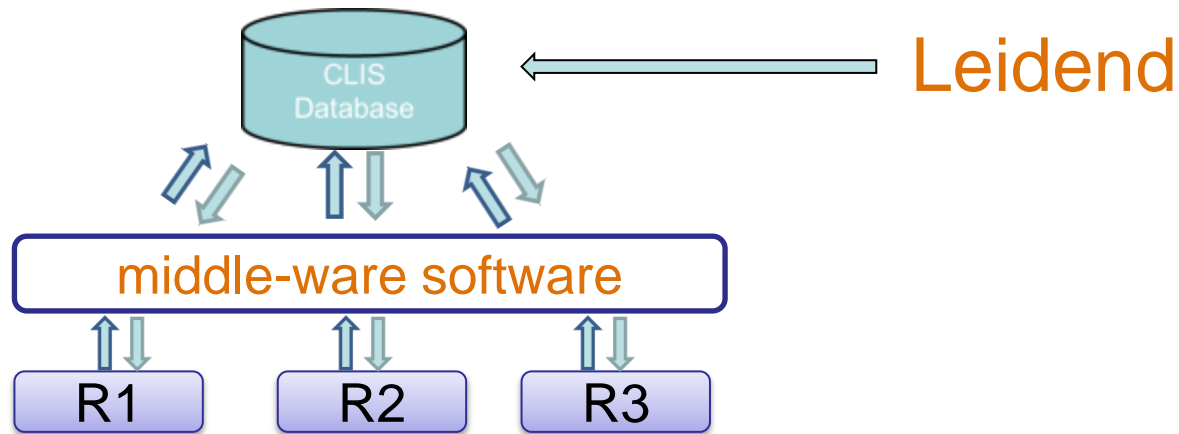 CLIS
Database
Leidend
middle-ware software
R1
R2
R3